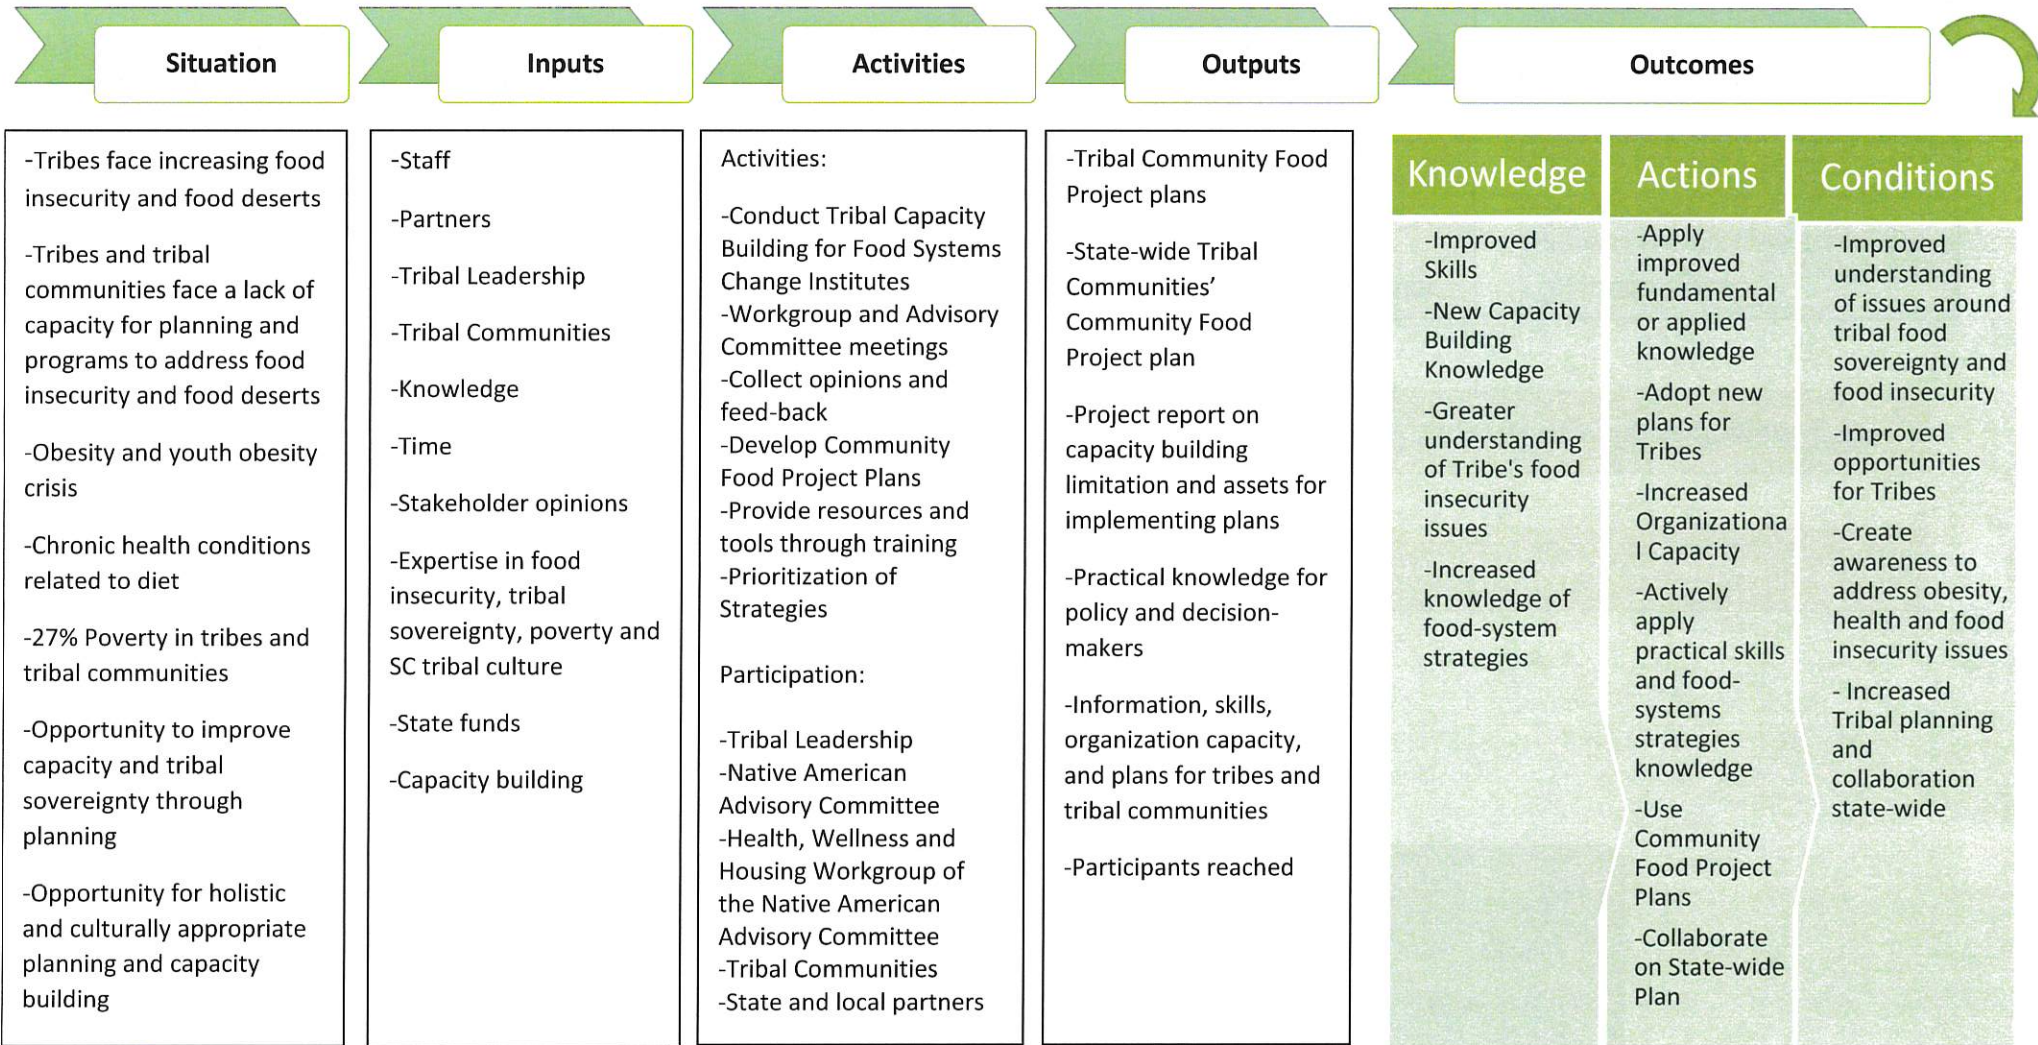 Situation
Inputs
Activities
Outputs
Outcomes
-Tribes face increasing food
insecurity and food deserts
-Tribes and tribal
communities face a lack of
capacity for planning and
programs to address food
insecurity and food deserts
-Obesity and youth obesity
crisis
-Chronic health conditions
related to diet
-27% Poverty in tribes and
tribal communities
-Opportunity to improve
capacity and tribal
sovereignty through
planning
-Opportunity for holistic
and culturally appropriate
planning and capacity
building
-Staff
-Partners
-Tribal Leadership
-Tribal Communities
-Knowledge
-Time
-Stakeholder opinions
-Expertise in food
insecurity, tribal
sovereignty, poverty and
SC tribal culture
-State funds
-Capacity building
Activities:
-Conduct Tribal Capacity
Building for Food Systems
Change Institutes
-Workgroup and Advisory
Committee meetings
-Collect opinions and
feed-back
-Develop Community
Food Project Plans
-Provide resources and
tools through training
-Prioritization of
Strategies
Participation:
-Tribal Leadership
-Native American
Advisory Committee
-Health, Wellness and
Housing Workgroup of
the Native American
Advisory Committee
-Tribal Communities
-State and local partners
-Tribal Community Food
Project plans
-State-wide Tribal
Communities’
Community Food
Project plan
-Project report on
capacity building
limitation and assets for
implementing plans
-Practical knowledge for
policy and decision-
makers
-Information, skills,
organization capacity,
and plans for tribes and
tribal communities
-Participants reached
Knowledge
-Improved
Skills
-New Capacity
Building
Knowledge
-Greater
understanding
of Tribe's food
insecurity
issues
-Increased
knowledge of
food-system
strategies
Actions
-Apply
improved
fundamental
or applied
knowledge
-Adopt new
plans for
Tribes
-Increased
Organizationa
l Capacity
-Actively
apply
practical skills
and food-
systems
strategies
knowledge
-Use
Community
Food Project
Plans
-Collaborate
on State-wide
Plan
Conditions
-Improved
understanding
of issues around
tribal food
sovereignty and
food insecurity
-Improved
opportunities
for Tribes
-Create
awareness to
address obesity,
health and food
insecurity issues
- Increased
Tribal planning
and
collaboration
state-wide